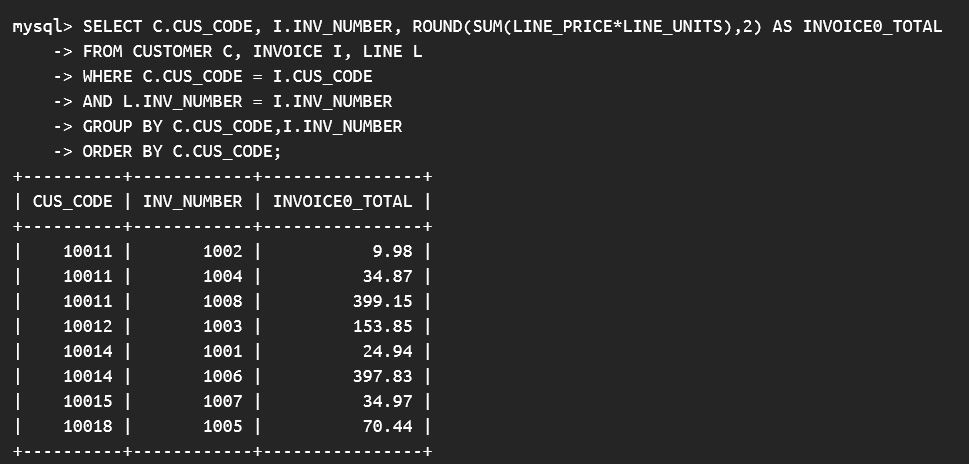 mysql> SELECT C.CUS_CODE, I.INV_NUMBER, ROUND(SUM(LINE_PRICE*LINE_UNITS),2) AS INVOICE0_TOTAL
    -> FROM CUSTOMER C, INVOICE I, LINE L
    -> WHERE C.CUS_CODE = I.CUS_CODE
    -> AND L.INV_NUMBER = I.INV_NUMBER
    -> GROUP BY C.CUS_CODE,I.INV_NUMBER
    -> ORDER BY C.CUS_CODE;
+----------+------------+----------------+
| CUS_CODE | INV_NUMBER | INVOICE0_TOTAL |
+----------+------------+----------------+
|    10011 |       1002 |           9.98 |
|    10011 |       1004 |          34.87 |
|    10011 |       1008 |         399.15 |
|    10012 |       1003 |         153.85 |
|    10014 |       1001 |          24.94 |
|    10014 |       1006 |         397.83 |
|    10015 |       1007 |          34.97 |
|    10018 |       1005 |          70.44 |
+----------+------------+----------------+